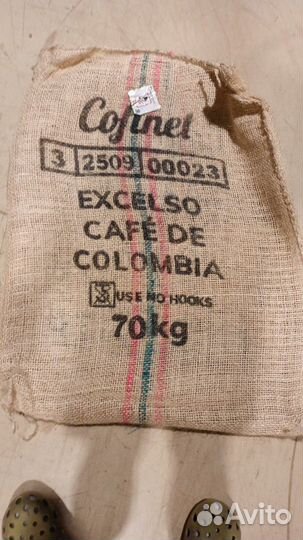 Cofinet
3 2509 00023
EXCELSO
CAFÉ DE
COLOMBIA
USE NO HOOKS
70kg
Avito